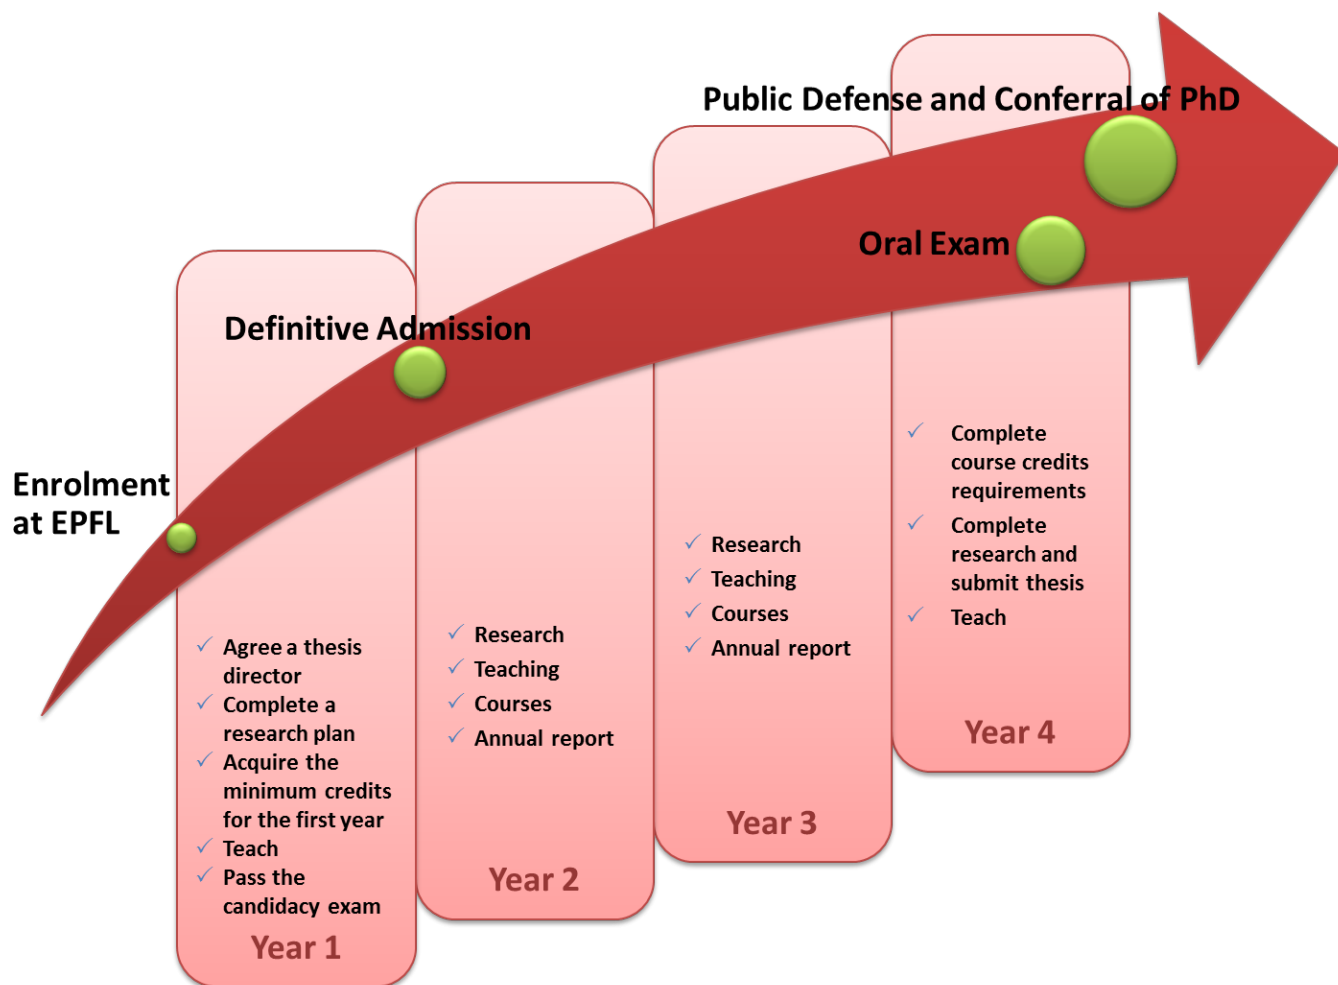 Public Defense and Conferral of PhD
Oral Exam
Definitive Admission
Enrolment
at EPFL
Agree a thesis
director
Complete a
research plan
Acquire the
minimum credits
for the first year
Teach
Pass the
candidacy exam
Year 1
Research
Teaching
Courses
Annual report
Year 2
Research
Teaching
Courses
Annual report
Year 3
Complete
course credits
requirements
Complete
research and
submit thesis
Teach
Year 4